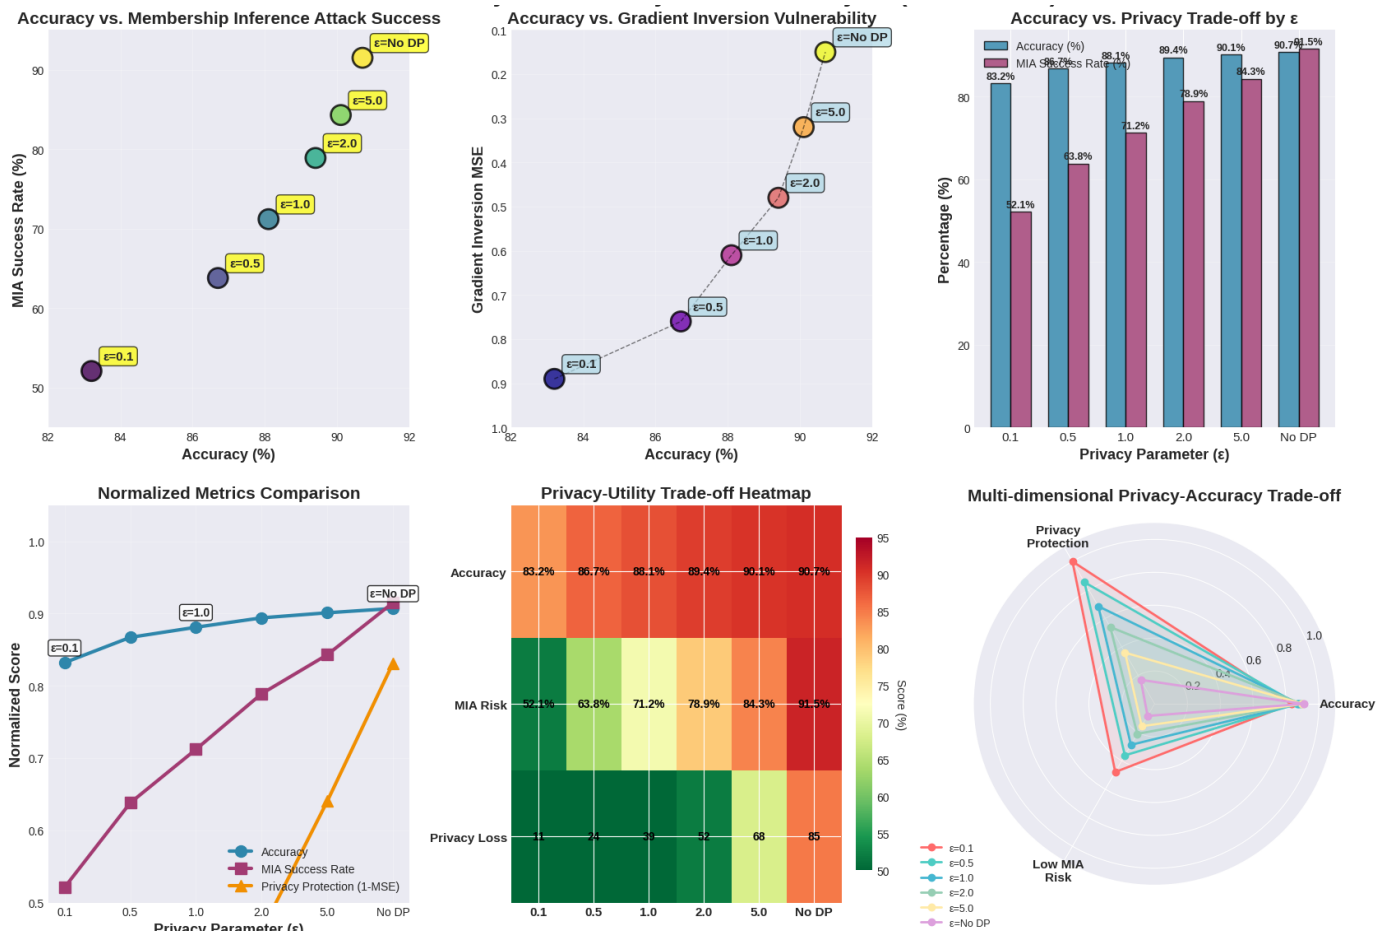 Accuracy vs. Membership Inference Attack Success
90
80
70
60
50
82
84
86
88
90
92
MIA Success Rate (%)
Accuracy (%)
ε=No DP
ε=5.0
ε=2.0
ε=1.0
ε=0.5
ε=0.1
Accuracy vs. Gradient Inversion Vulnerability
0.1
0.2
0.3
0.4
0.5
0.6
0.7
0.8
0.9
1.0
82
84
86
88
90
92
Gradient Inversion MSE
Accuracy (%)
ε=No DP
ε=5.0
ε=2.0
ε=1.0
ε=0.5
ε=0.1
Accuracy vs. Privacy Trade-off by ε
Accuracy (%)
MIA Success Rate (%)
83.2%
86.7%
88.1%
89.4%
90.1%
90.7%
91.5%
52.1%
63.8%
71.2%
78.9%
84.3%
80
60
40
20
0
Percentage (%)
0.1
0.5
1.0
2.0
5.0
No DP
Privacy Parameter (ε)
Normalized Metrics Comparison
1.0
0.9
0.8
0.7
0.6
0.5
Normalized Score
ε=0.1
ε=1.0
ε=No DP
Accuracy
MIA Success Rate
Privacy Protection (1-MSE)
0.1
0.5
1.0
2.0
5.0
No DP
Privacy Parameter (ε)
Privacy-Utility Trade-off Heatmap
Accuracy
83.2%
86.7%
88.1%
89.4%
90.1%
90.7%
MIA Risk
52.1%
63.8%
71.2%
78.9%
84.3%
91.5%
Privacy Loss
11
24
39
52
68
85
0.1
0.5
1.0
2.0
5.0
No DP
95
90
85
80
75
70
65
60
55
50
Score (%)
Multi-dimensional Privacy-Accuracy Trade-off
Privacy
Protection
1.0
0.8
0.6
0.4
0.2
Accuracy
Low MIA
Risk
ε=0.1
ε=0.5
ε=1.0
ε=2.0
ε=5.0
ε=No DP